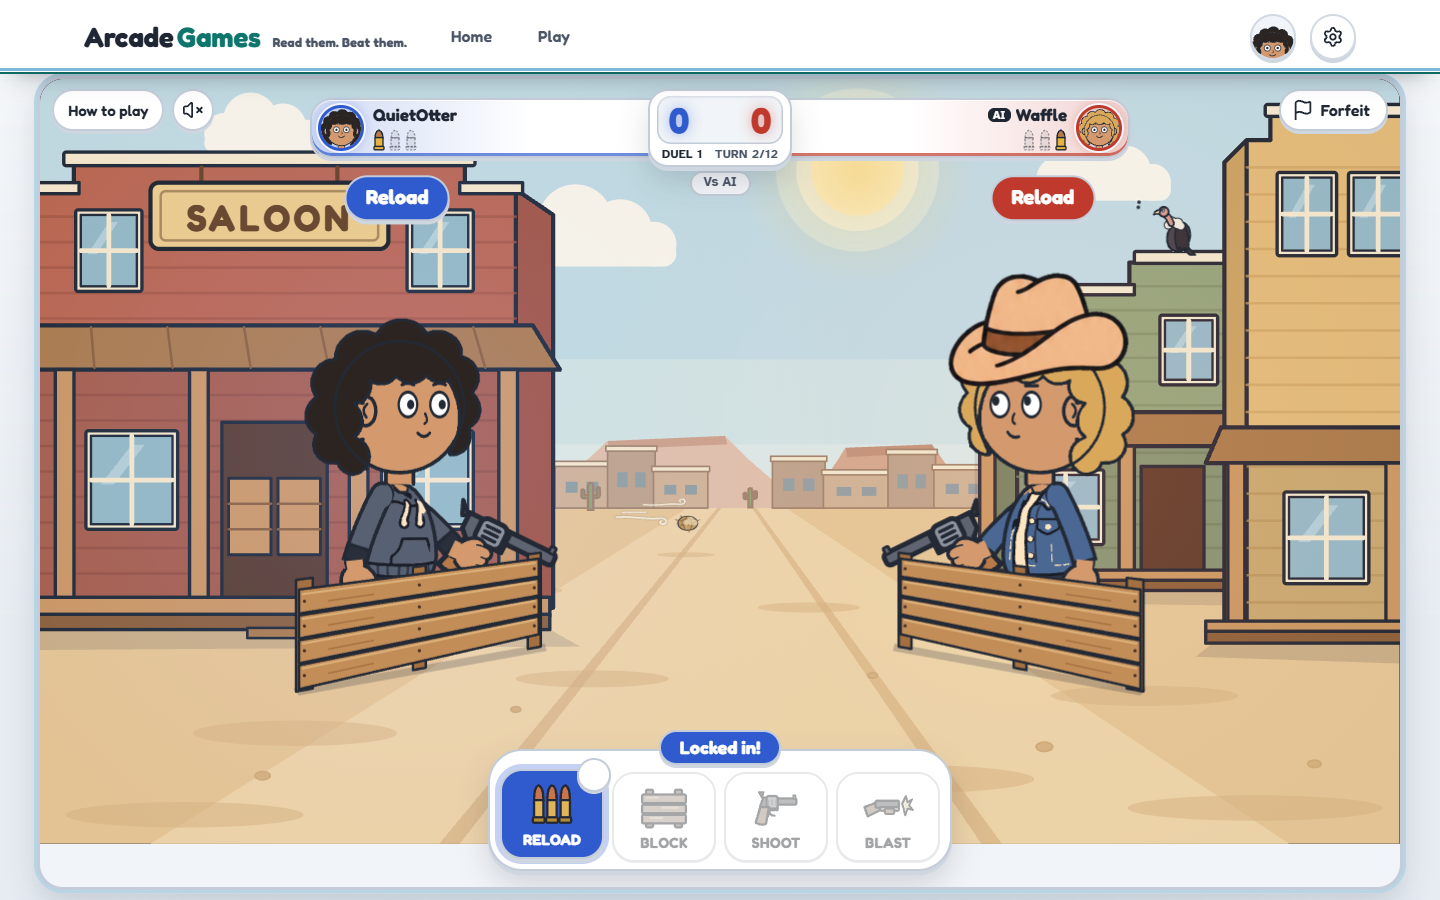 Arcade Games Read them. Beat them. Home Play
How to play
QuietOtter
0 0
DUEL 1 TURN 2/12
AI Waffle
Forfeit
Vs AI
SALOON
Reload
Reload
Locked in!
RELOAD
BLOCK
SHOOT
BLAST